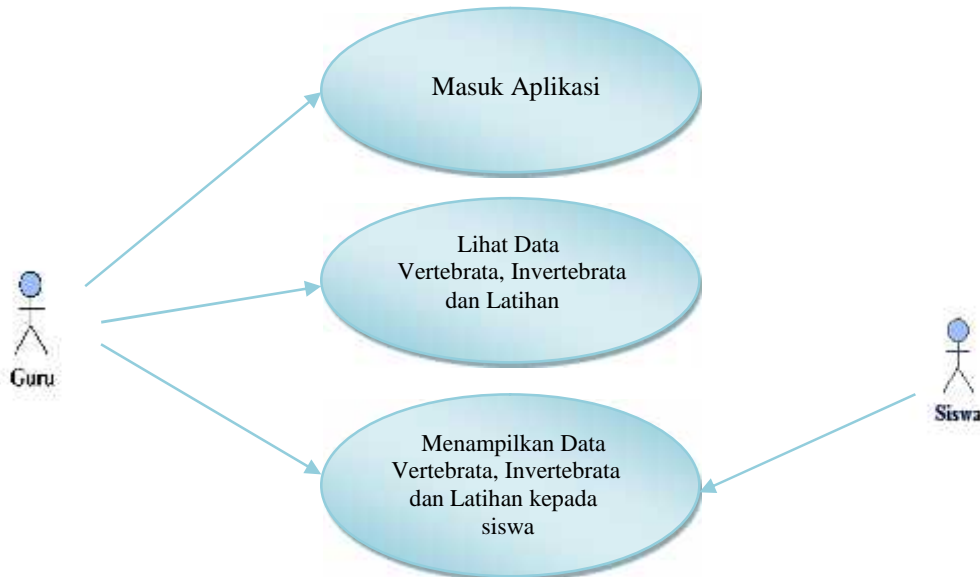 Masuk Aplikasi
Lihat Data
Vertebrata, Invertebrata
dan Latihan
Guru
Siswa
Menampilkan Data
Vertebrata, Invertebrata
dan Latihan kepada
siswa